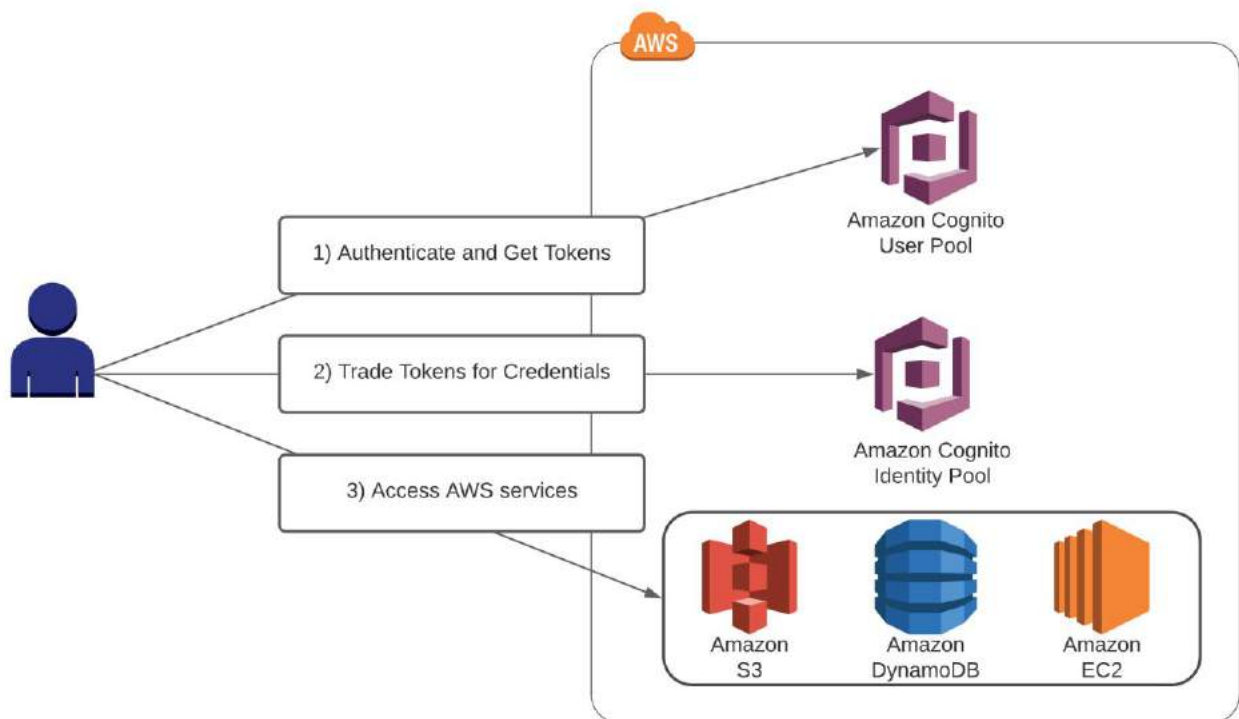 AWS
Amazon Cognito
User Pool
1) Authenticate and Get Tokens
2) Trade Tokens for Credentials
Amazon Cognito
Identity Pool
3) Access AWS services
Amazon
S3
Amazon
DynamoDB
Amazon
EC2